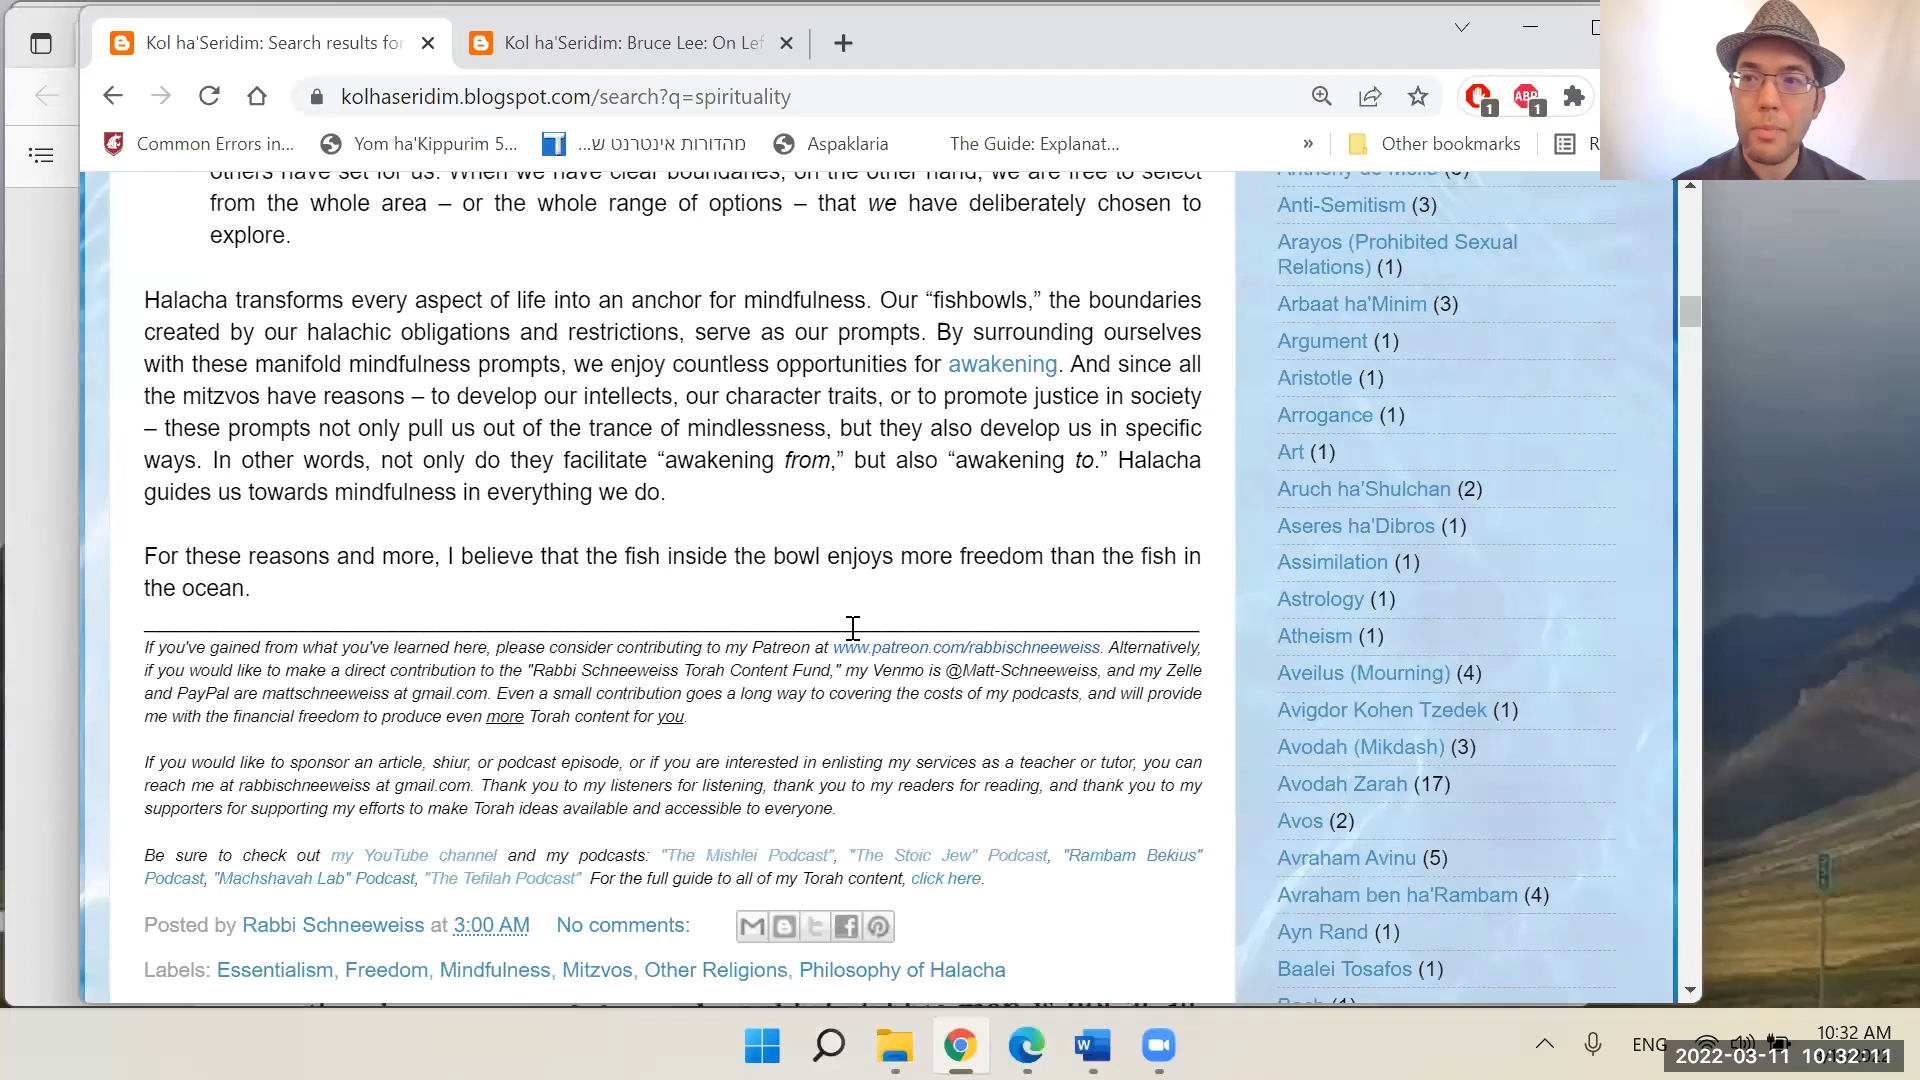 Kol ha'Seridim: Search results for
Kol ha'Seridim: Bruce Lee: On Lef
kolhaseridim.blogspot.com/search?q=spirituality
1
ABP
1
Common Errors in...
Yom ha'Kippurim 5...
מהדורות אינטרנט ש...
Aspaklaria
The Guide: Explanat...
»
Other bookmarks
R
others have set for us. When we have clear boundaries, on the other hand, we are free to select
from the whole area – or the whole range of options – that we have deliberately chosen to
explore.
Halacha transforms every aspect of life into an anchor for mindfulness. Our “fishbowls,” the boundaries
created by our halachic obligations and restrictions, serve as our prompts. By surrounding ourselves
with these manifold mindfulness prompts, we enjoy countless opportunities for awakening. And since all
the mitzvos have reasons – to develop our intellects, our character traits, or to promote justice in society
– these prompts not only pull us out of the trance of mindlessness, but they also develop us in specific
ways. In other words, not only do they facilitate “awakening from,” but also “awakening to.” Halacha
guides us towards mindfulness in everything we do.
For these reasons and more, I believe that the fish inside the bowl enjoys more freedom than the fish in
the ocean.
If you've gained from what you've learned here, please consider contributing to my Patreon at www.patreon.com/rabbischneeweiss. Alternatively,
if you would like to make a direct contribution to the "Rabbi Schneeweiss Torah Content Fund," my Venmo is @Matt-Schneeweiss, and my Zelle
and PayPal are mattschneeweiss at gmail.com. Even a small contribution goes a long way to covering the costs of my podcasts, and will provide
me with the financial freedom to produce even more Torah content for you.
If you would like to sponsor an article, shiur, or podcast episode, or if you are interested in enlisting my services as a teacher or tutor, you can
reach me at rabbischneeweiss at gmail.com. Thank you to my listeners for listening, thank you to my readers for reading, and thank you to my
supporters for supporting my efforts to make Torah ideas available and accessible to everyone.
Be sure to check out my YouTube channel and my podcasts: "The Mishlei Podcast", "The Stoic Jew" Podcast, "Rambam Bekius"
Podcast, "Machshavah Lab" Podcast, "The Tefilah Podcast" For the full guide to all of my Torah content, click here.
Posted by Rabbi Schneeweiss at 3:00 AM No comments:
Labels: Essentialism, Freedom, Mindfulness, Mitzvos, Other Religions, Philosophy of Halacha
Anti-Semitism (3)
Arayos (Prohibited Sexual
Relations) (1)
Arbaat ha'Minim (3)
Argument (1)
Aristotle (1)
Arrogance (1)
Art (1)
Aruch ha'Shulchan (2)
Aseres ha'Dibros (1)
Assimilation (1)
Astrology (1)
Atheism (1)
Aveilus (Mourning) (4)
Avigdor Kohen Tzedek (1)
Avodah (Mikdash) (3)
Avodah Zarah (17)
Avos (2)
Avraham Avinu (5)
Avraham ben ha'Rambam (4)
Ayn Rand (1)
Baalei Tosafos (1)
ENG
10:32 AM
2022-03-11 10:32:11